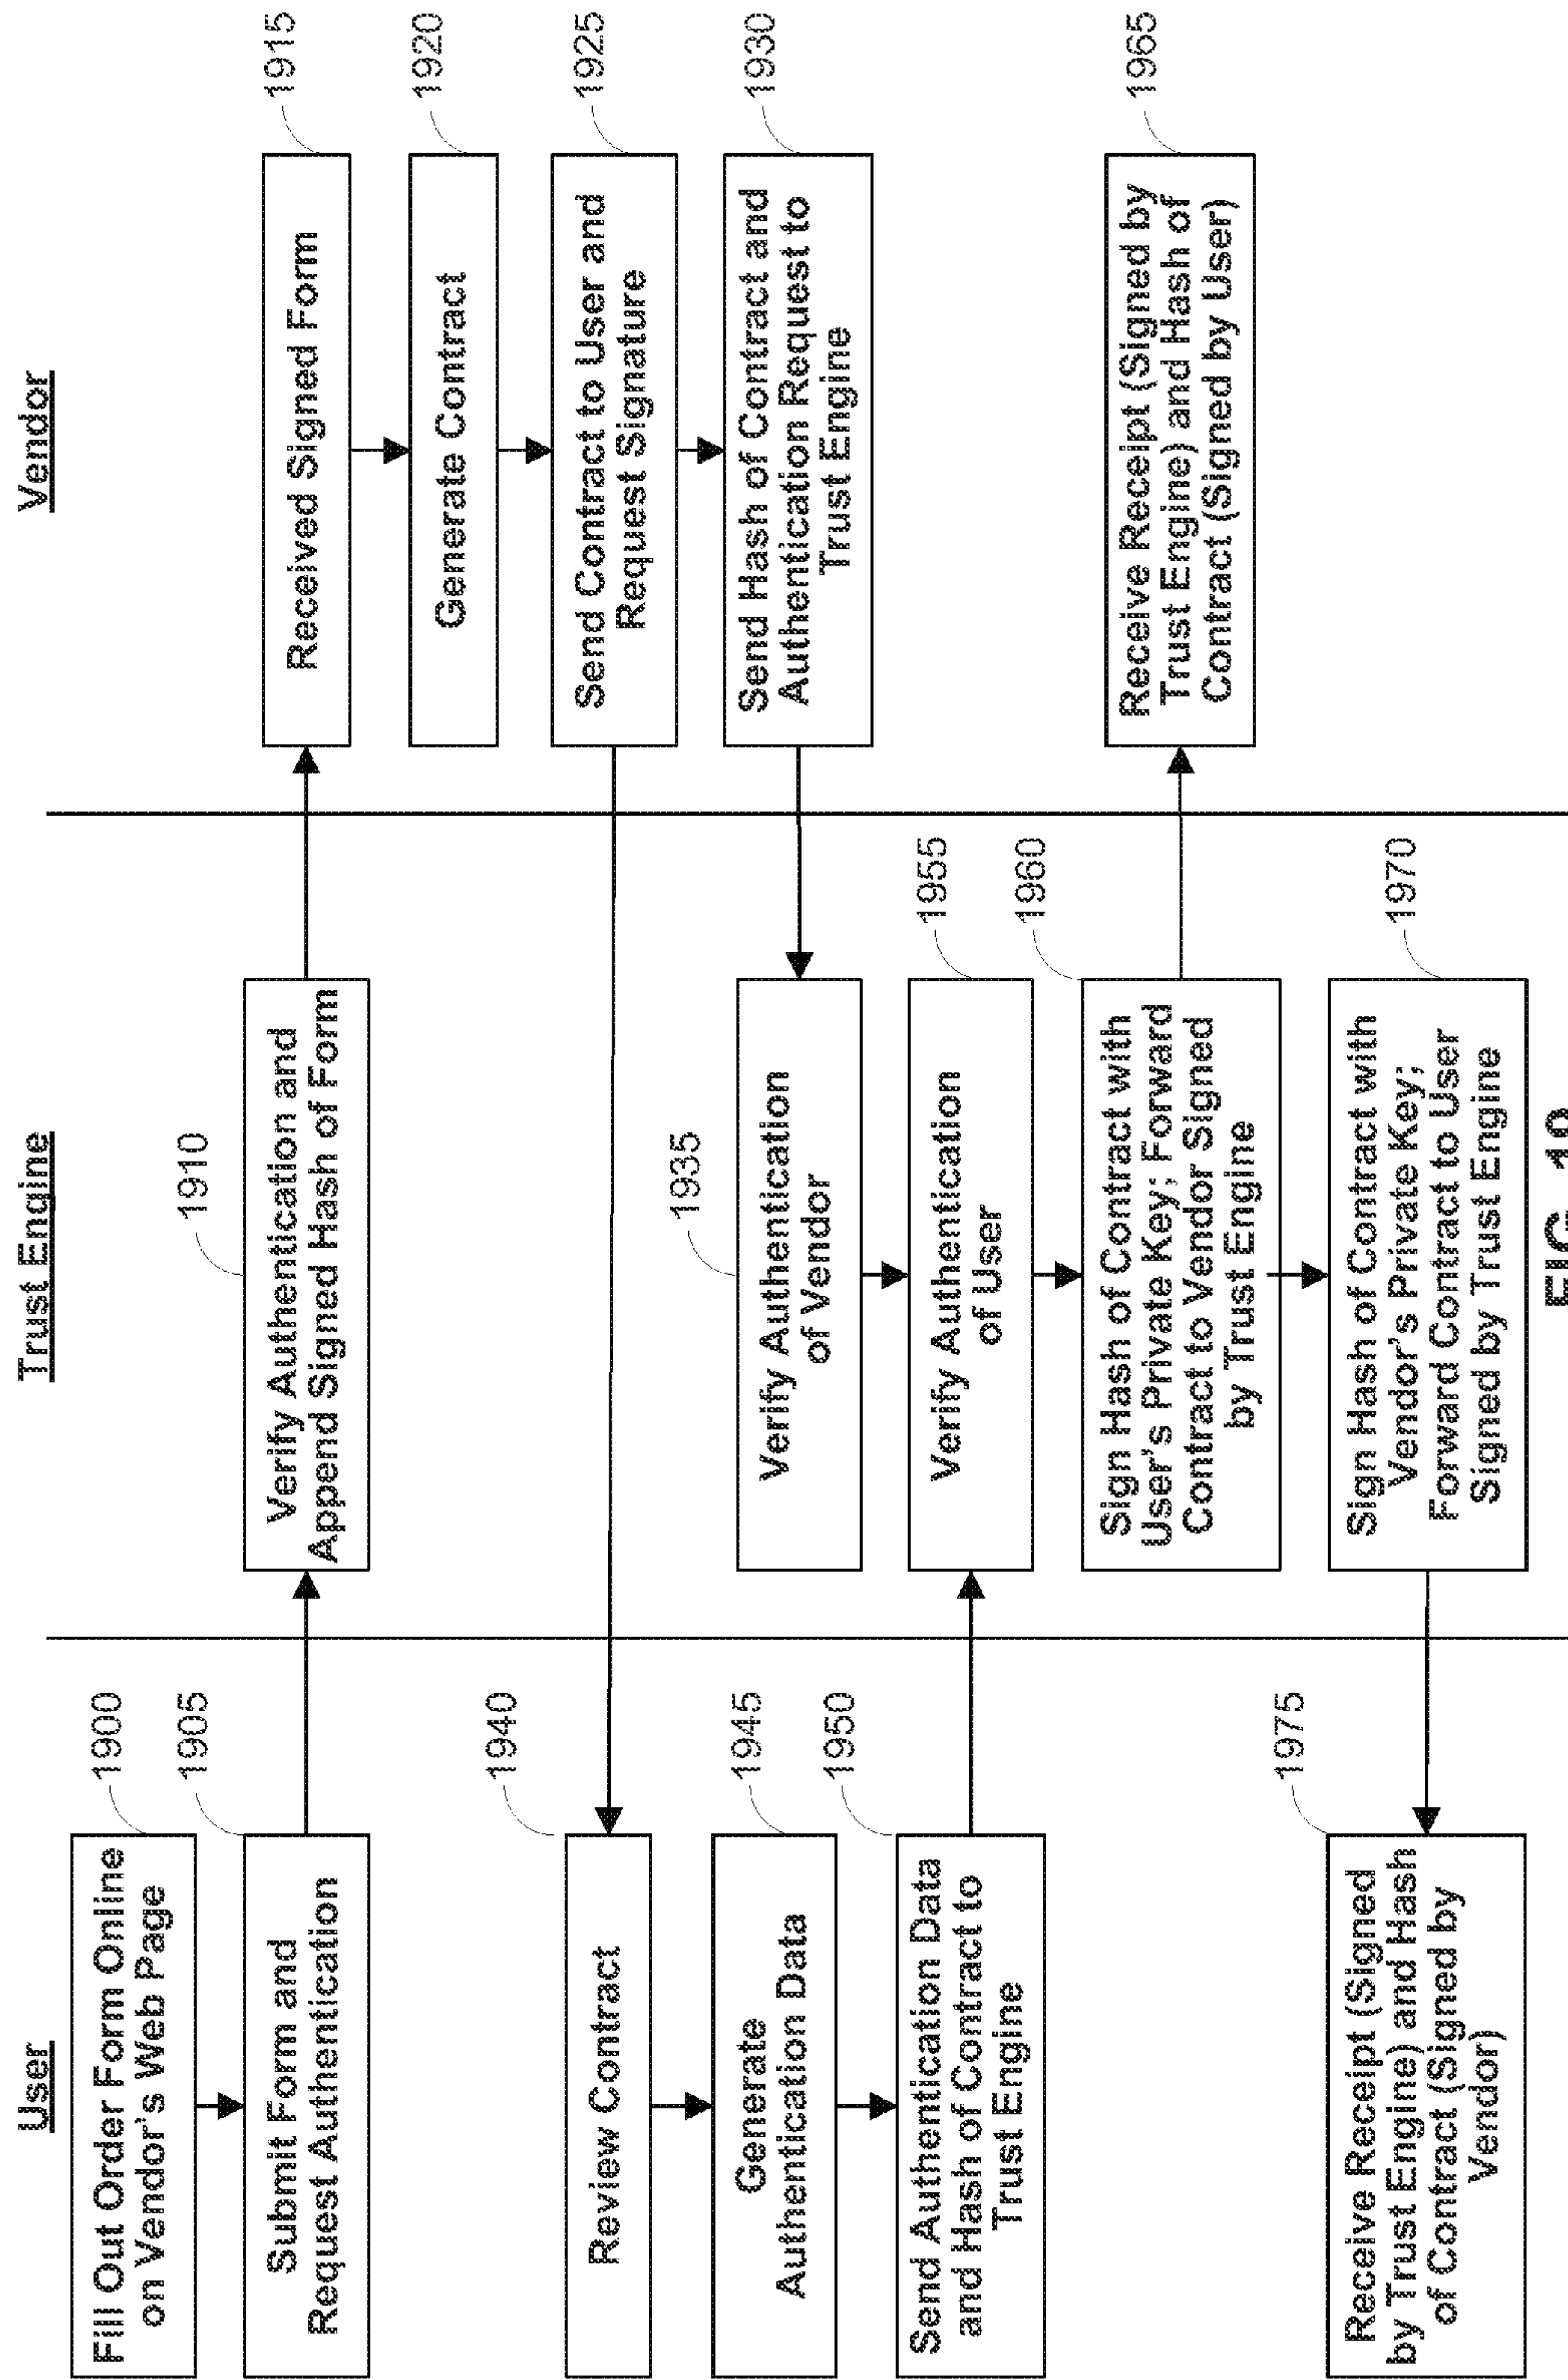 User
Fill Out Order Form Online
on Vendor's Web Page
1900
Submit Form and
Request Authentication
1905
Review Contract
1940
Generate
Authentication Data
1945
Send Authentication Data
and Hash of Contract to
Trust Engine
1950
Receive Receipt (Signed
by Trust Engine) and Hash
of Contract (Signed by
Vendor)
1975
Trust Engine
1910
Verify Authentication and
Append Signed Hash of Form
1935
Verify Authentication
of Vendor
Verify Authentication
of User
1955
Sign Hash of Contract with
User's Private Key; Forward
Contract to Vendor Signed
by Trust Engine
1960
Sign Hash of Contract with
Vendor's Private Key;
Forward Contract to User
Signed by Trust Engine
1970
Vendor
Received Signed Form
1915
Generate Contract
1920
Send Contract to User and
Request Signature
1925
Send Hash of Contract and
Authentication Request to
Trust Engine
1930
Receive Receipt (Signed by
Trust Engine) and Hash of
Contract (Signed by User)
1965